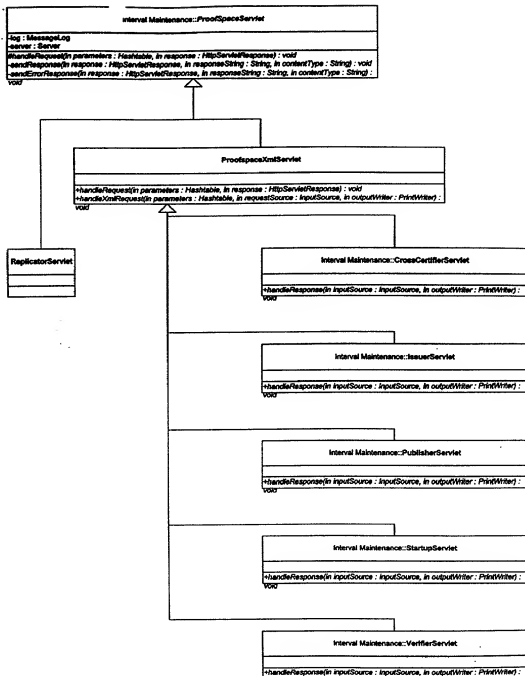 Interval Maintenance::ProofSpaceServlet
-log : MessageLog
-server : Server
#handleRequest(in parameters : Hashtable, in response : HttpServletResponse) : void
-sendResponse(in response : HttpServletResponse, in responseString : String, in contentType : String) : void
-sendErrorResponse(in response : HttpServletResponse, in responseString : String, in contentType : String) :
void
ProofspaceXmlServlet
+handleRequest(in parameters : Hashtable, in response : HttpServletResponse) : void
+handleXmlRequest(in parameters : Hashtable, in requestSource : InputSource, in outputWriter : PrintWriter) :
void
ReplicatorServlet
Interval Maintenance::CrossCertifierServlet
+handleResponse(in inputSource : InputSource, in outputWriter : PrintWriter) :
void
Interval Maintenance::IssuerServlet
+handleResponse(in inputSource : InputSource, in outputWriter : PrintWriter) :
void
Interval Maintenance::PublisherServlet
+handleResponse(in inputSource : InputSource, in outputWriter : PrintWriter) :
void
Interval Maintenance::StartupServlet
+handleResponse(in inputSource : InputSource, in outputWriter : PrintWriter) :
void
Interval Maintenance::VerifierServlet
+handleResponse(in inputSource : InputSource, in outputWriter : PrintWriter) :